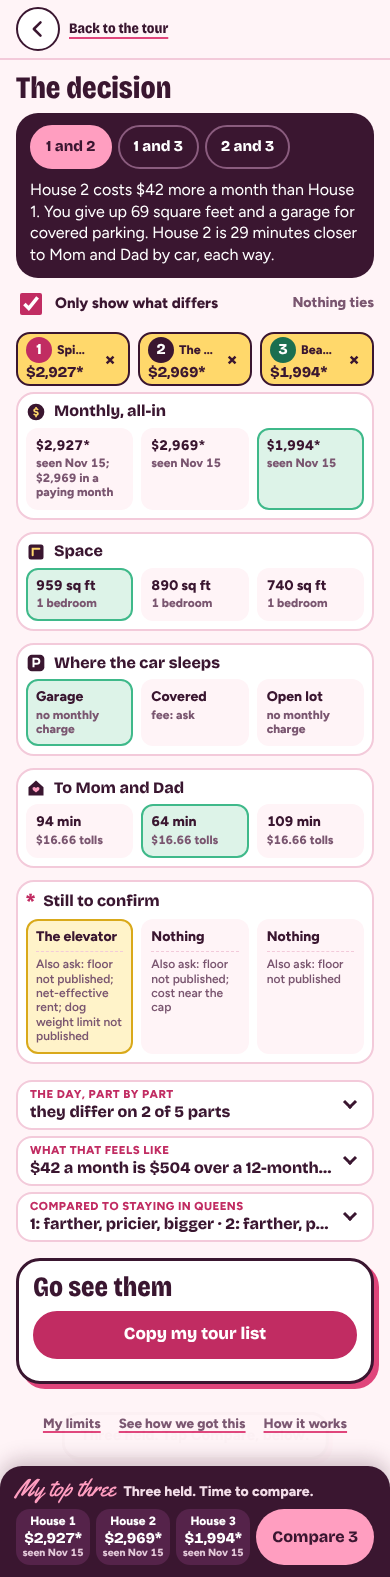 Back to the tour
The decision
1 and 2
1 and 3
2 and 3
House 2 costs $42 more a month than House
1. You give up 69 square feet and a garage for
covered parking. House 2 is 29 minutes closer
to Mom and Dad by car, each way.
Only show what differs
Nothing ties
1 Spi... ×
$2,927*
2 The ... ×
$2,969*
3 Bea... ×
$1,994*
$ Monthly, all-in
$2,927*
seen Nov 15;
$2,969 in a
paying month
$2,969*
seen Nov 15
$1,994*
seen Nov 15
Space
959 sq ft
1 bedroom
890 sq ft
1 bedroom
740 sq ft
1 bedroom
P Where the car sleeps
Garage
no monthly
charge
Covered
fee: ask
Open lot
no monthly
charge
To Mom and Dad
94 min
$16.66 tolls
64 min
$16.66 tolls
109 min
$16.66 tolls
* Still to confirm
The elevator
Also ask: floor
not published;
net-effective
rent; dog
weight limit not
published
Nothing
Also ask: floor
not published;
cost near the
cap
Nothing
Also ask: floor
not published
THE DAY, PART BY PART
they differ on 2 of 5 parts
WHAT THAT FEELS LIKE
$42 a month is $504 over a 12-month...
COMPARED TO STAYING IN QUEENS
1: farther, pricier, bigger · 2: farther, p...
Go see them
Copy my tour list
My limits
See how we got this
How it works
My top three Three held. Time to compare.
House 1
$2,927*
seen Nov 15
House 2
$2,969*
seen Nov 15
House 3
$1,994*
seen Nov 15
Compare 3